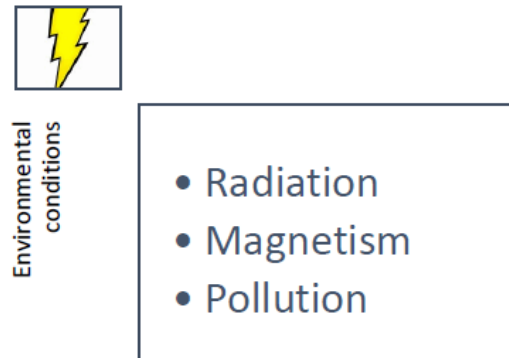 Environmental
conditions
• Radiation
• Magnetism
• Pollution